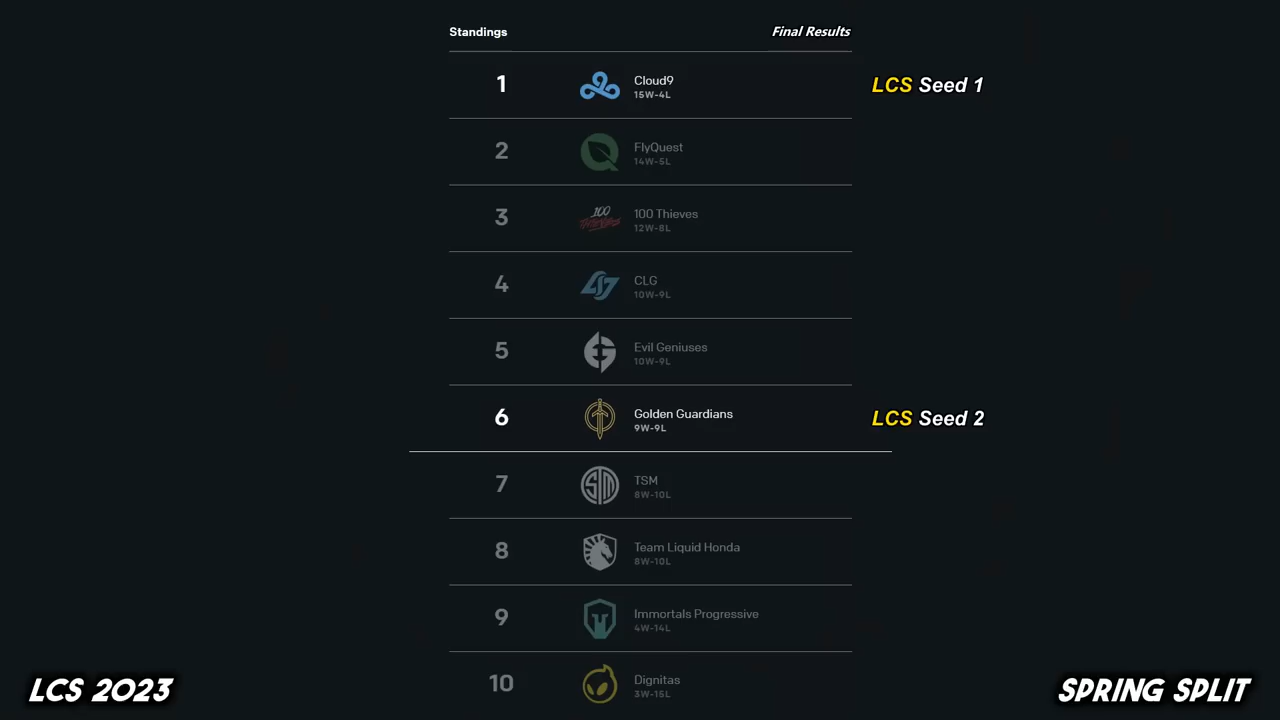 Standings Final Results
1 Cloud9 LCS Seed 1
15W-4L
2 FlyQuest
14W-5L
3 100 Thieves
12W-8L
4 CLG
10W-9L
5 Evil Geniuses
10W-9L
6 Golden Guardians LCS Seed 2
9W-9L
7 TSM
8W-10L
8 Team Liquid Honda
8W-10L
9 Immortals Progressive
4W-14L
10 Dignitas
3W-15L
LCS 2023 SPRING SPLIT